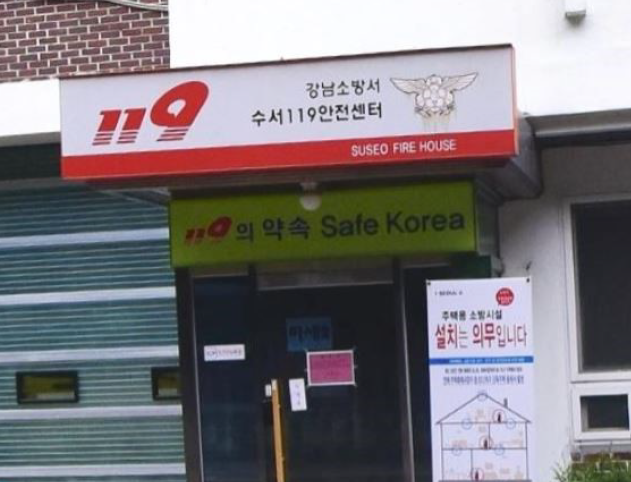 119
강남소방서
수서119안전센터
SUSEO FIRE HOUSE
119의 약속 Safe Korea
주택용 소방시설
설치는 의무입니다